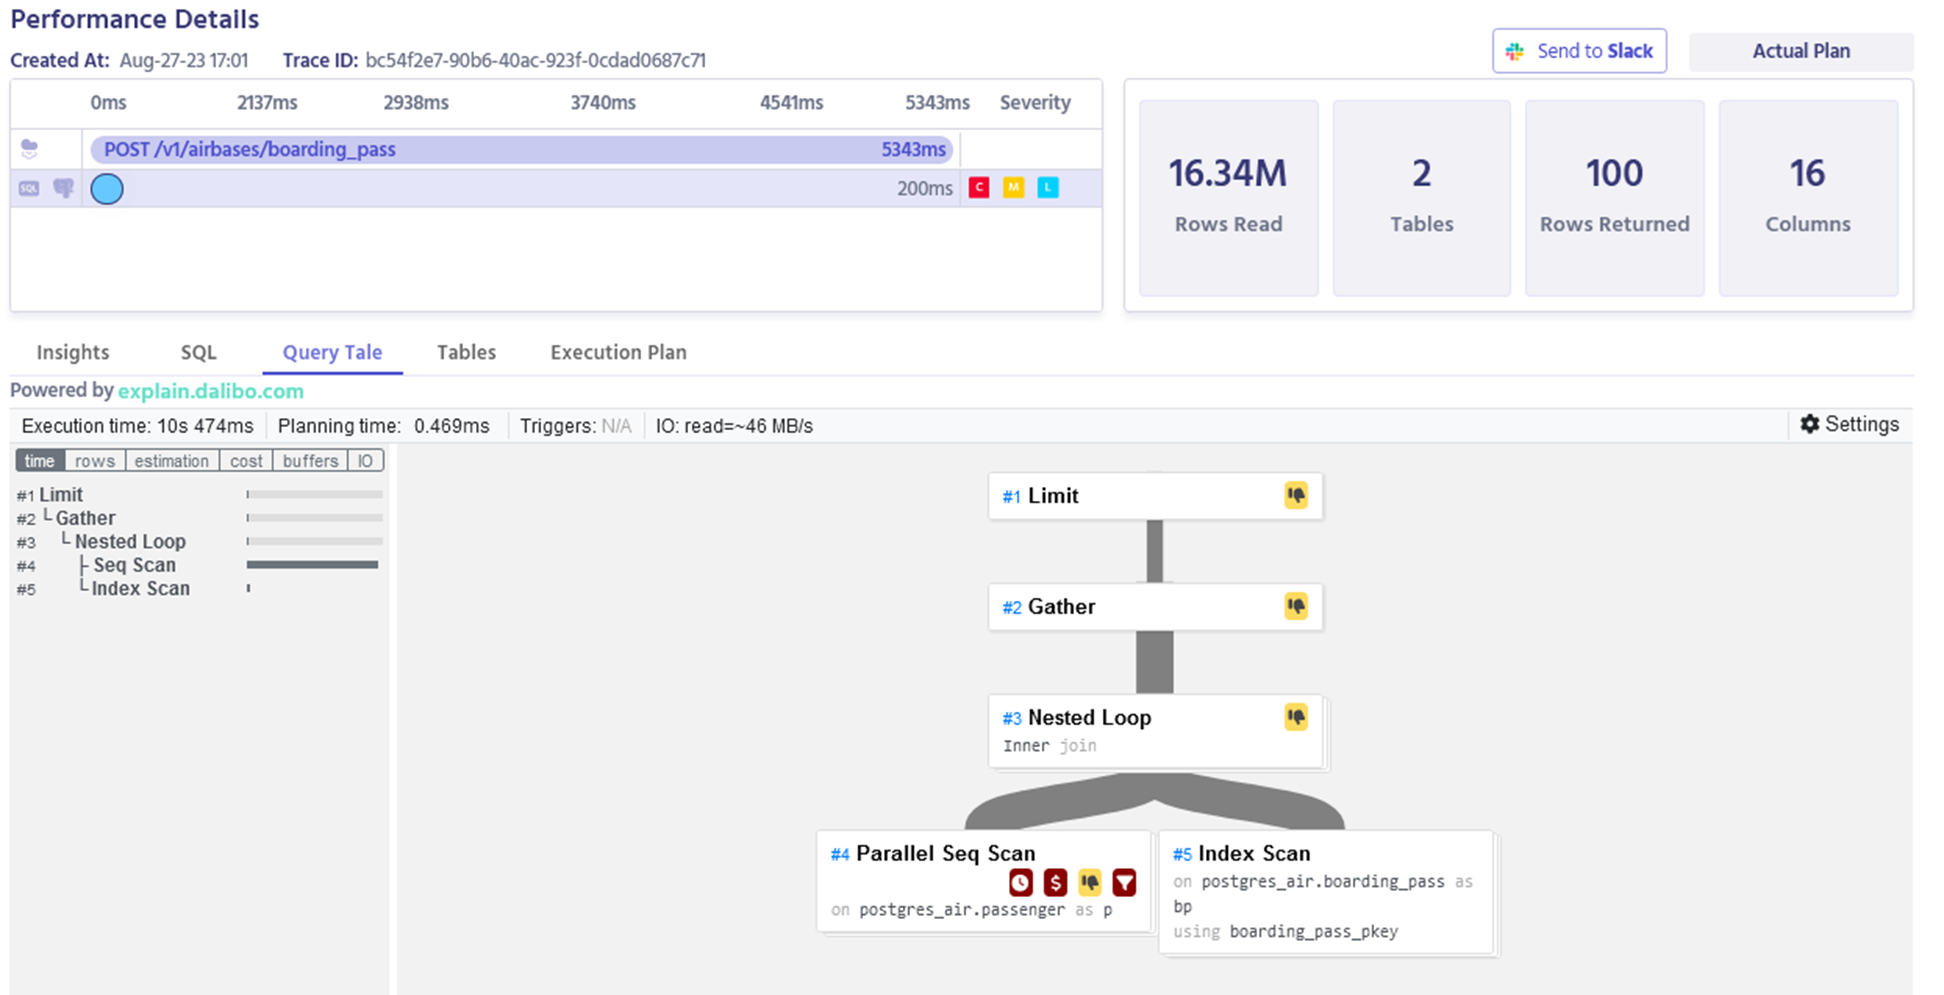 Performance Details
Created At: Aug-27-23 17:01 Trace ID: bc54f2e7-90b6-40ac-923f-0cdad0687c71
Send to Slack
Actual Plan
0ms 2137ms 2938ms 3740ms 4541ms 5343ms Severity
POST /v1/airbases/boarding_pass 5343ms
SQL 200ms C M L
16.34M
Rows Read
2
Tables
100
Rows Returned
16
Columns
Insights SQL Query Tale Tables Execution Plan
Powered by explain.dalibo.com
Execution time: 10s 474ms Planning time: 0.469ms Triggers: N/A IO: read=~46 MB/s Settings
time rows estimation cost buffers IO
#1 Limit
#2 Gather
#3 Nested Loop
#4 Seq Scan
#5 Index Scan
#1 Limit
#2 Gather
#3 Nested Loop
Inner join
#4 Parallel Seq Scan
$
on postgres_air.passenger as p
#5 Index Scan
on postgres_air.boarding_pass as
bp
using boarding_pass_pkey